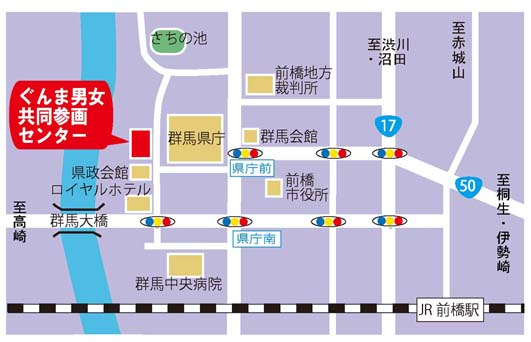 さちの池
至渋川
・沼田
至赤城山
ぐんま男女
共同参画
センター
前橋地方
裁判所
17
群馬県庁
群馬会館
県庁前
県政会館
ロイヤルホテル
前橋
市役所
50
至高崎
群馬大橋
県庁南
至桐生・伊勢崎
群馬中央病院
JR 前橋駅